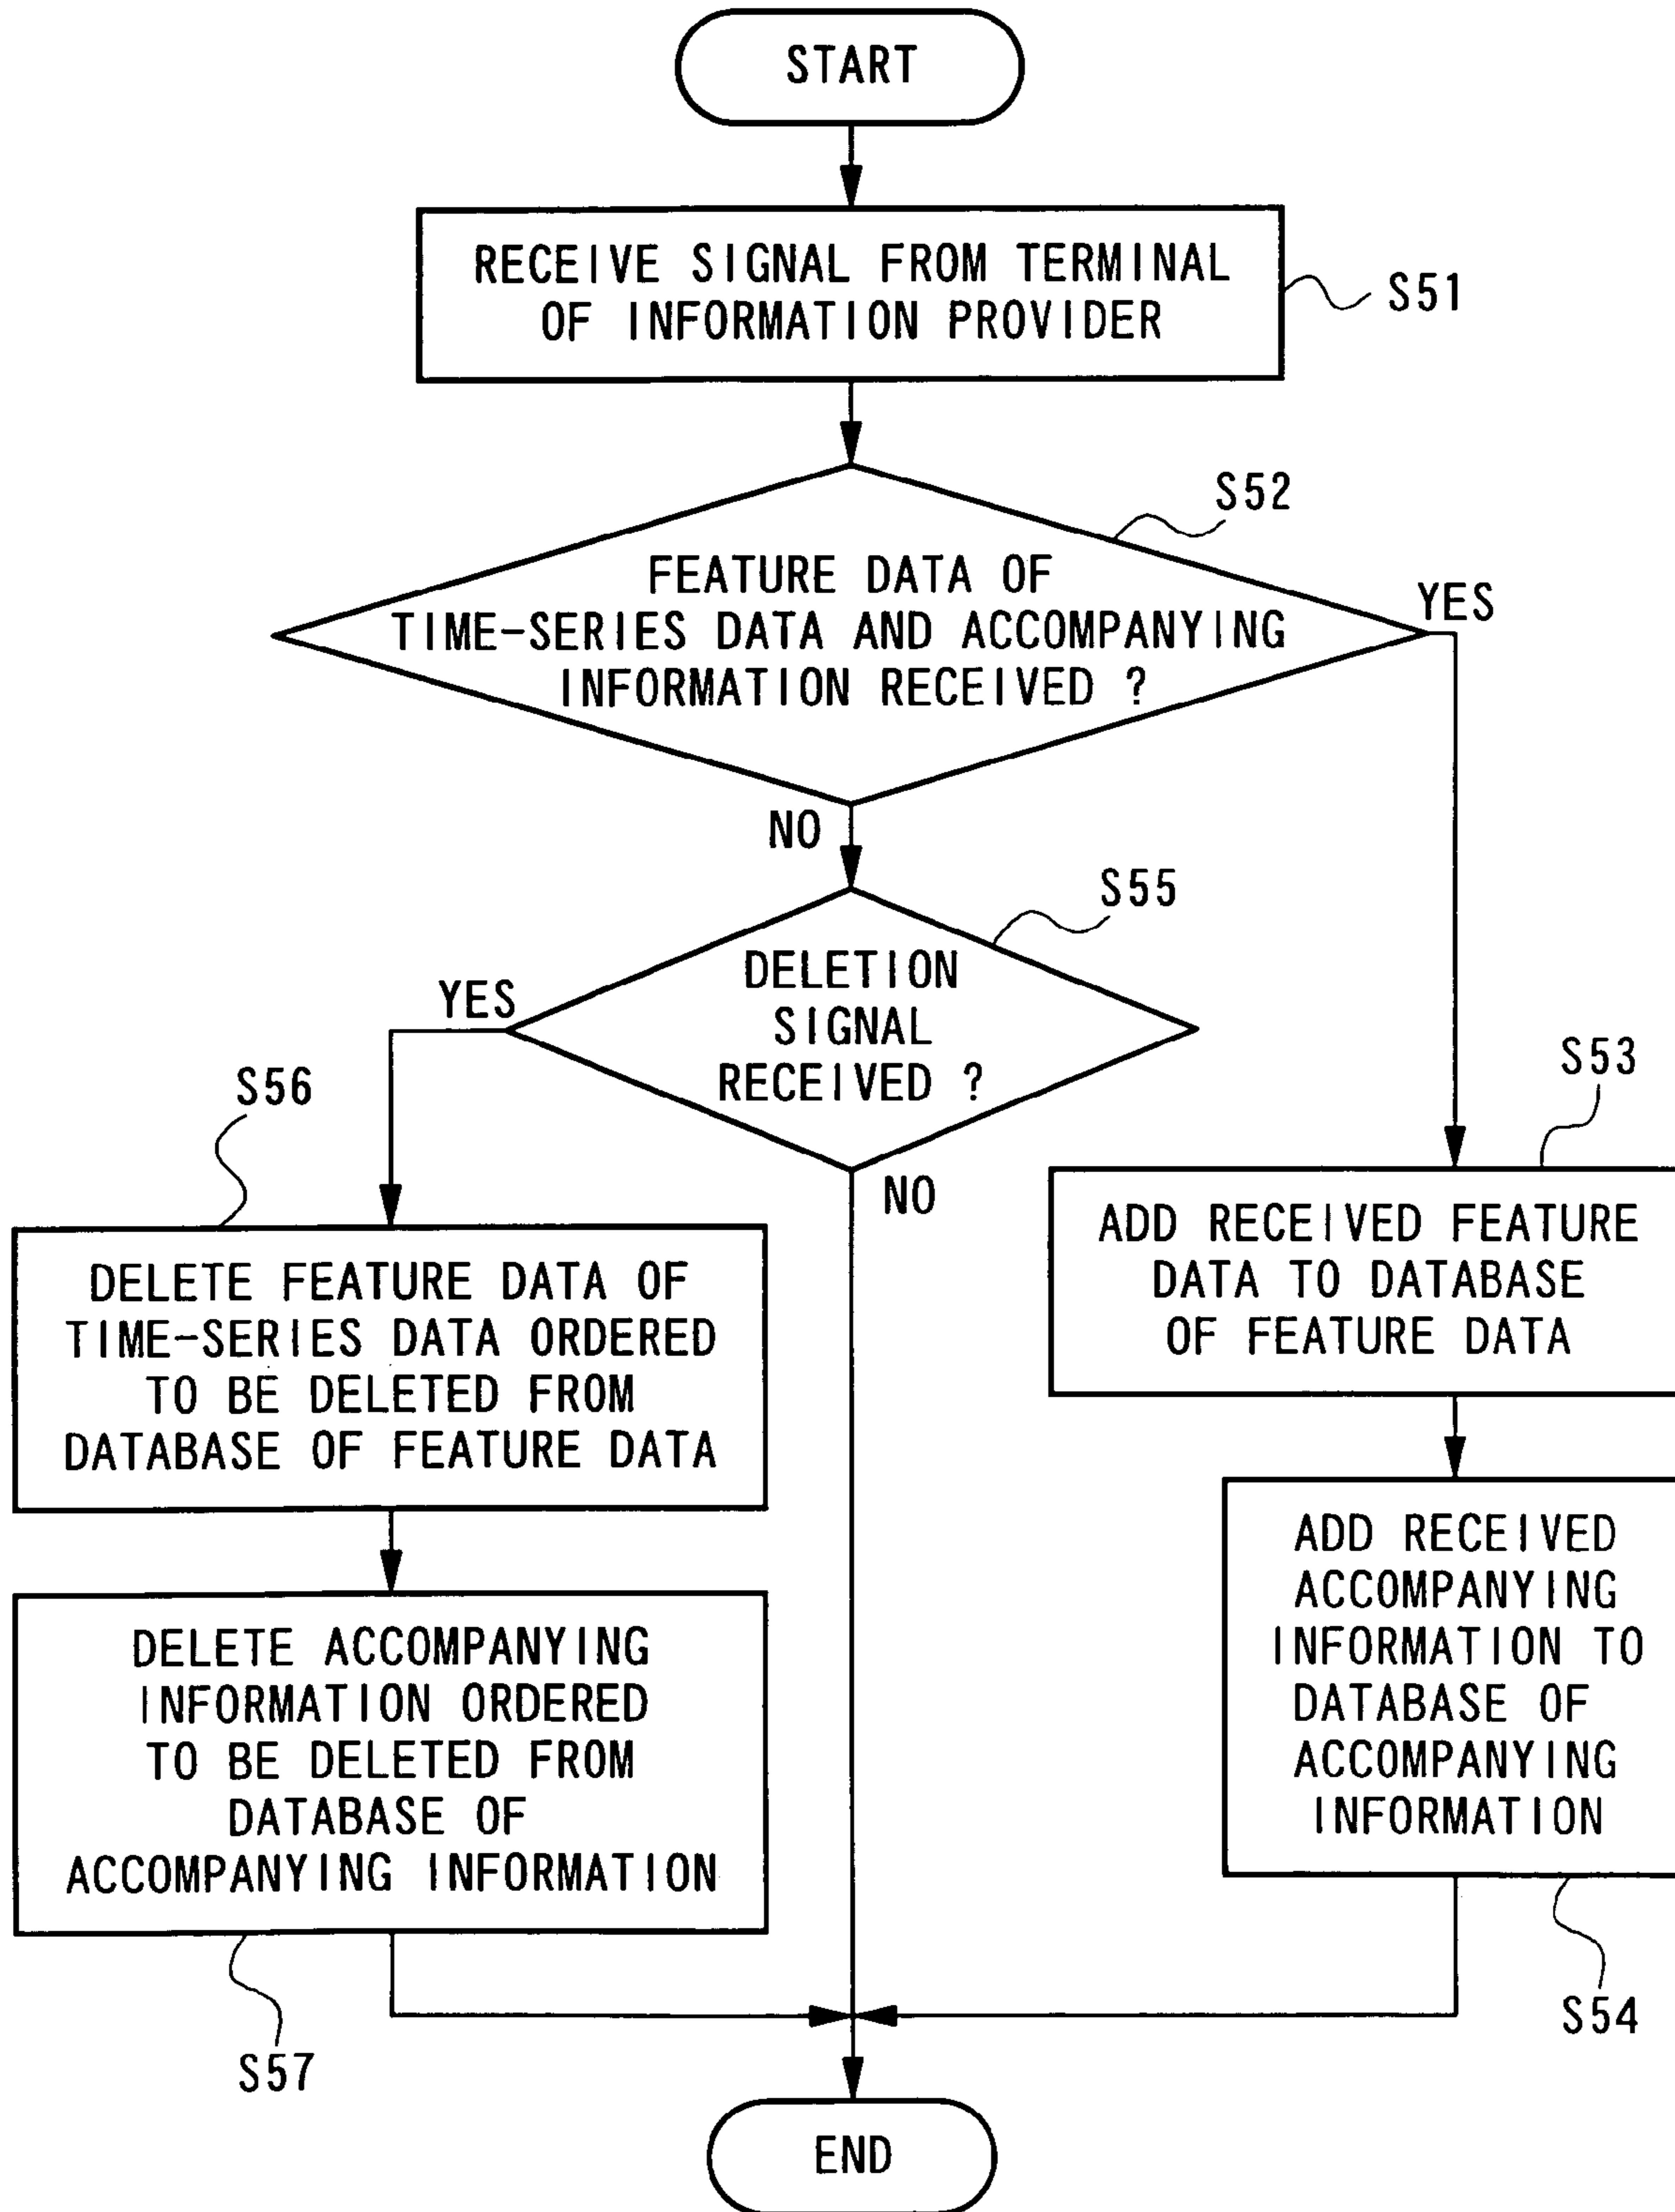 START
RECEIVE SIGNAL FROM TERMINAL
OF INFORMATION PROVIDER
S51
S52
FEATURE DATA OF
TIME-SERIES DATA AND ACCOMPANYING
INFORMATION RECEIVED ?
YES
NO
S55
DELETION
SIGNAL
RECEIVED ?
YES
NO
S53
ADD RECEIVED FEATURE
DATA TO DATABASE
OF FEATURE DATA
S56
DELETE FEATURE DATA OF
TIME-SERIES DATA ORDERED
TO BE DELETED FROM
DATABASE OF FEATURE DATA
ADD RECEIVED
ACCOMPANYING
INFORMATION TO
DATABASE OF
ACCOMPANYING
INFORMATION
S54
DELETE ACCOMPANYING
INFORMATION ORDERED
TO BE DELETED FROM
DATABASE OF
ACCOMPANYING INFORMATION
S57
END